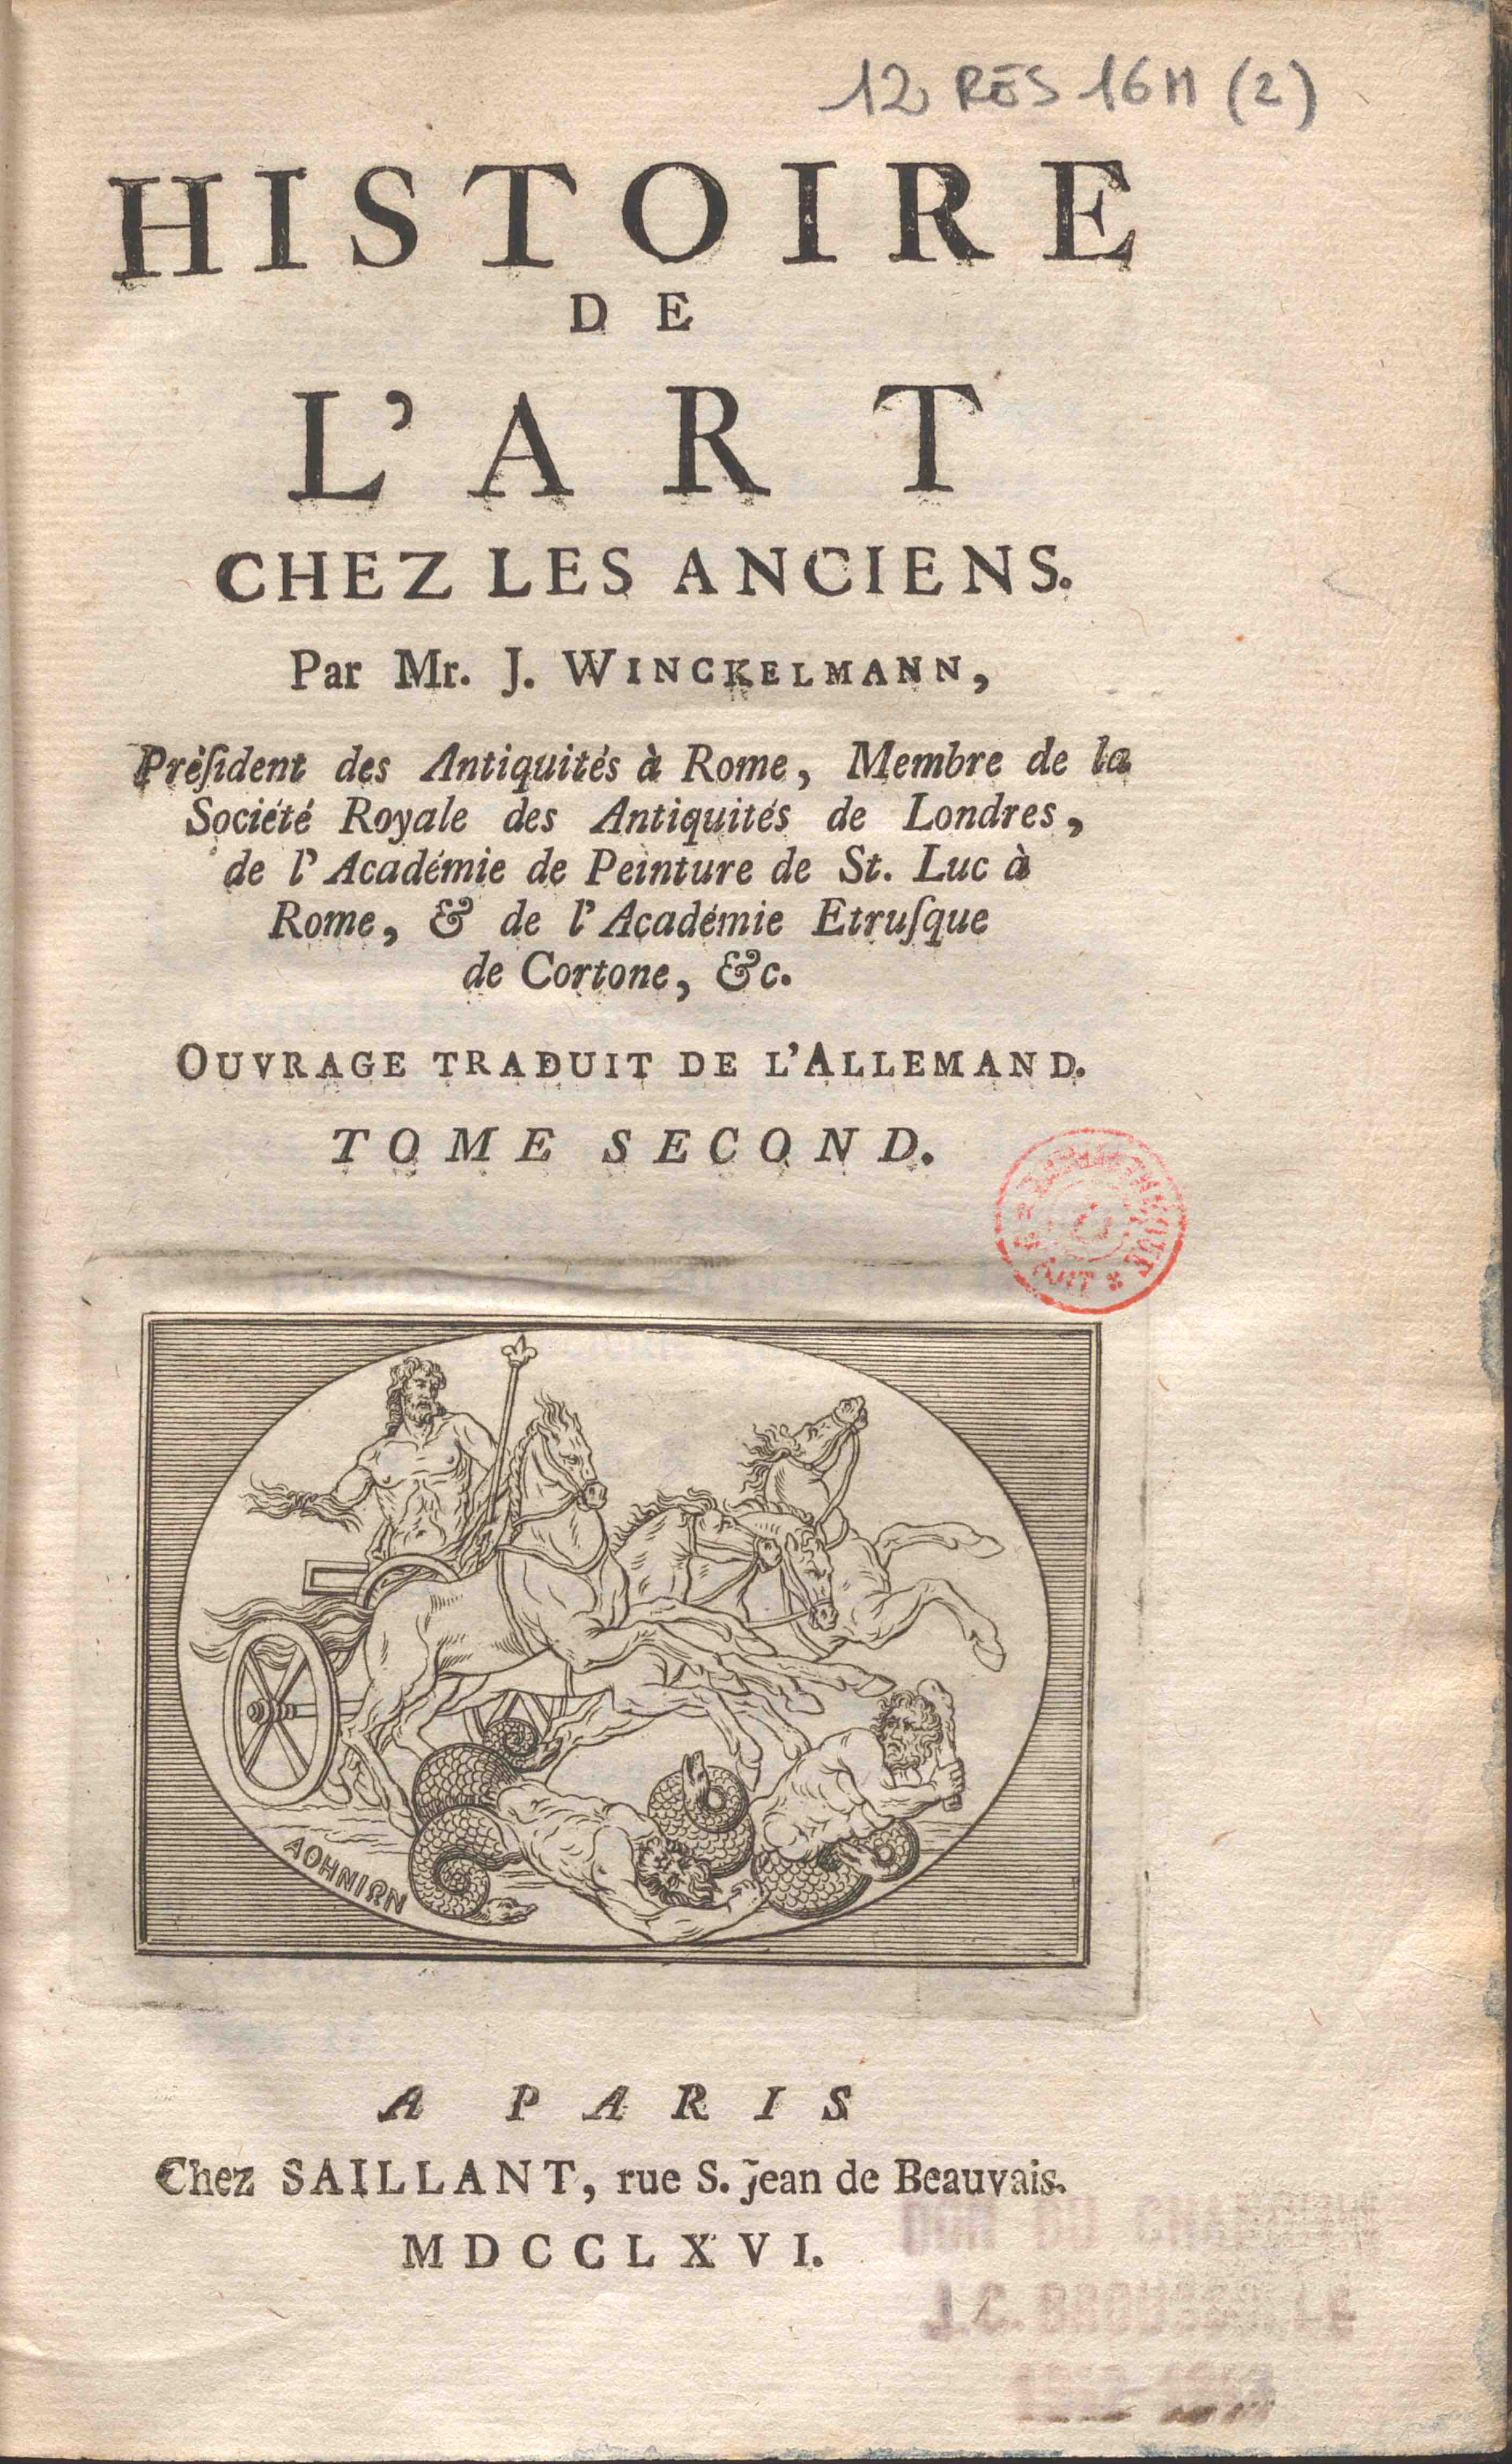 12 RES 16M (2)
HISTOIRE
DE
L'ART
CHEZ LES ANCIENS.
Par Mr. J. WINCKELMANN,
Préſident des Antiquités à Rome, Membre de la
Société Royale des Antiquités de Londres,
de l'Académie de Peinture de St. Luc à
Rome, & de l'Académie Etruſque
de Cortone, &c.
OUVRAGE TRADUIT DE L'ALLEMAND.
TOME SECOND.
ΑΟΗΝΙΩΝ
A PARIS
Chez SAILLANT, rue S. Jean de Beauvais.
MDCCLXVI.